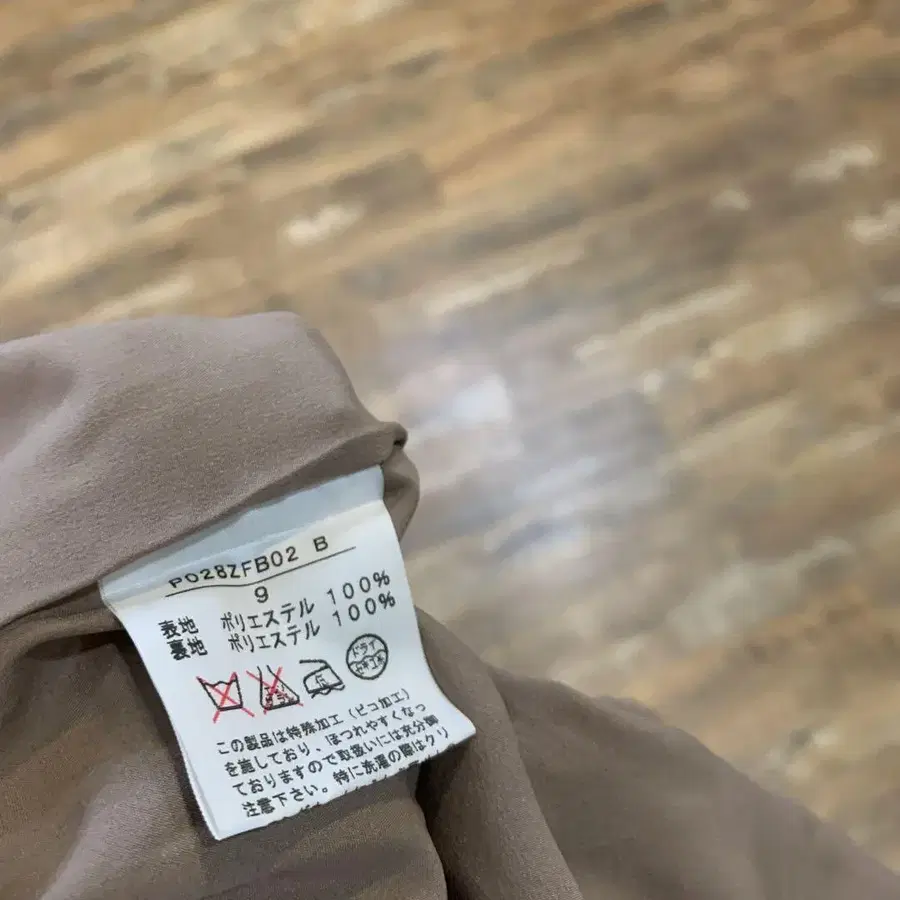 P028ZFB02 B
9
表地 ポリエステル 100%
裏地 ポリエステル 100%
ドライ
セキユ系
この製品は特殊加工(ピコ加工)
を施しており、ほつれやすくなっ
ておりますので取扱いには充分御
注意下さい。特に洗濯の際はクリ